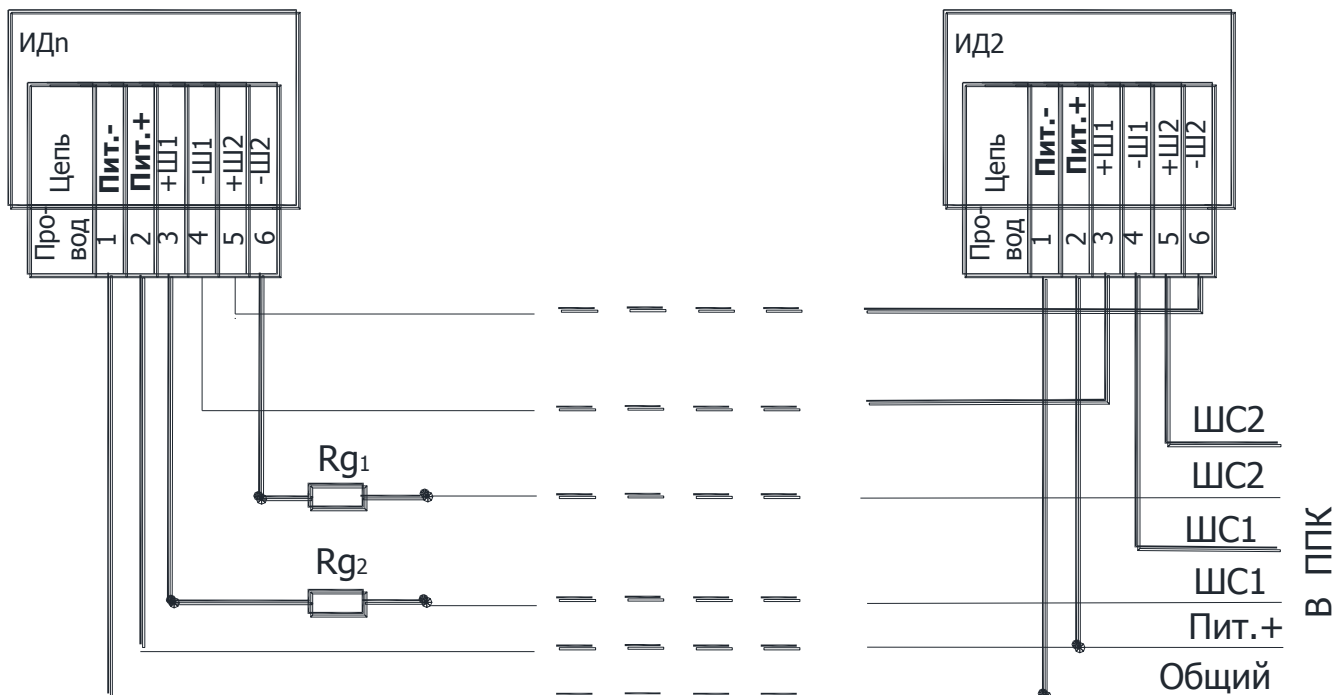 ИДn
Цепь
Пит.-
Пит.+
+Ш1
-Ш1
+Ш2
-Ш2
Про-
вод
1
2
3
4
5
6
ИД2
Цепь
Пит.-
Пит.+
+Ш1
-Ш1
+Ш2
-Ш2
Про-
вод
1
2
3
4
5
6
Rg1
Rg2
ШС2
ШС2
ШС1
ШС1
Пит.+
Общий
В ППК